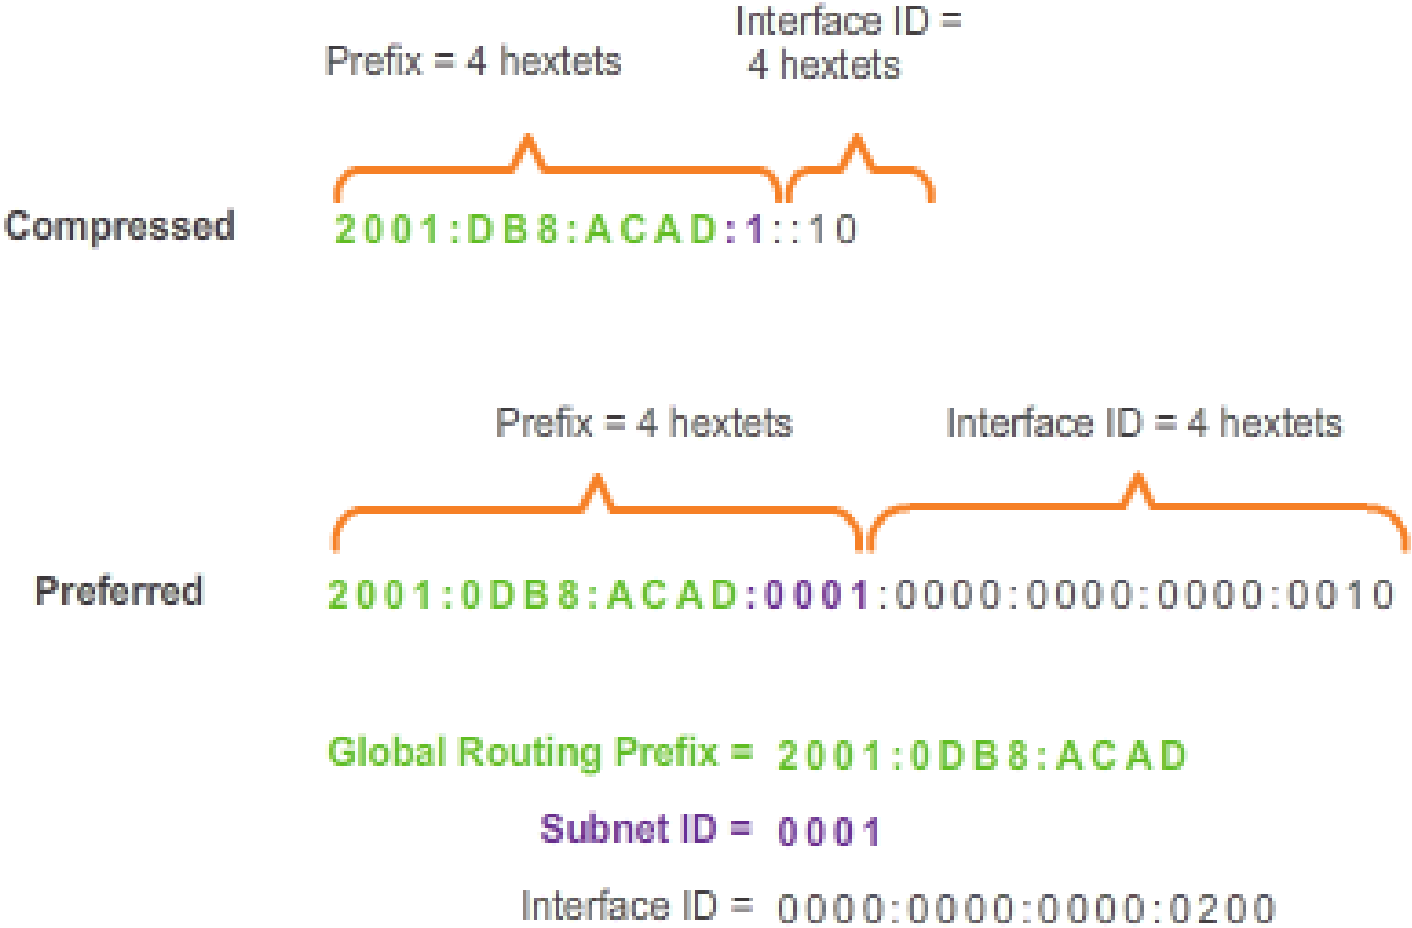 Prefix = 4 hextets
Interface ID =
4 hextets
Compressed 2001:DB8:ACAD:1::10
Prefix = 4 hextets Interface ID = 4 hextets
Preferred 2001:0DB8:ACAD:0001:0000:0000:0000:0010
Global Routing Prefix = 2001:0DB8:ACAD
Subnet ID = 0001
Interface ID = 0000:0000:0000:0200